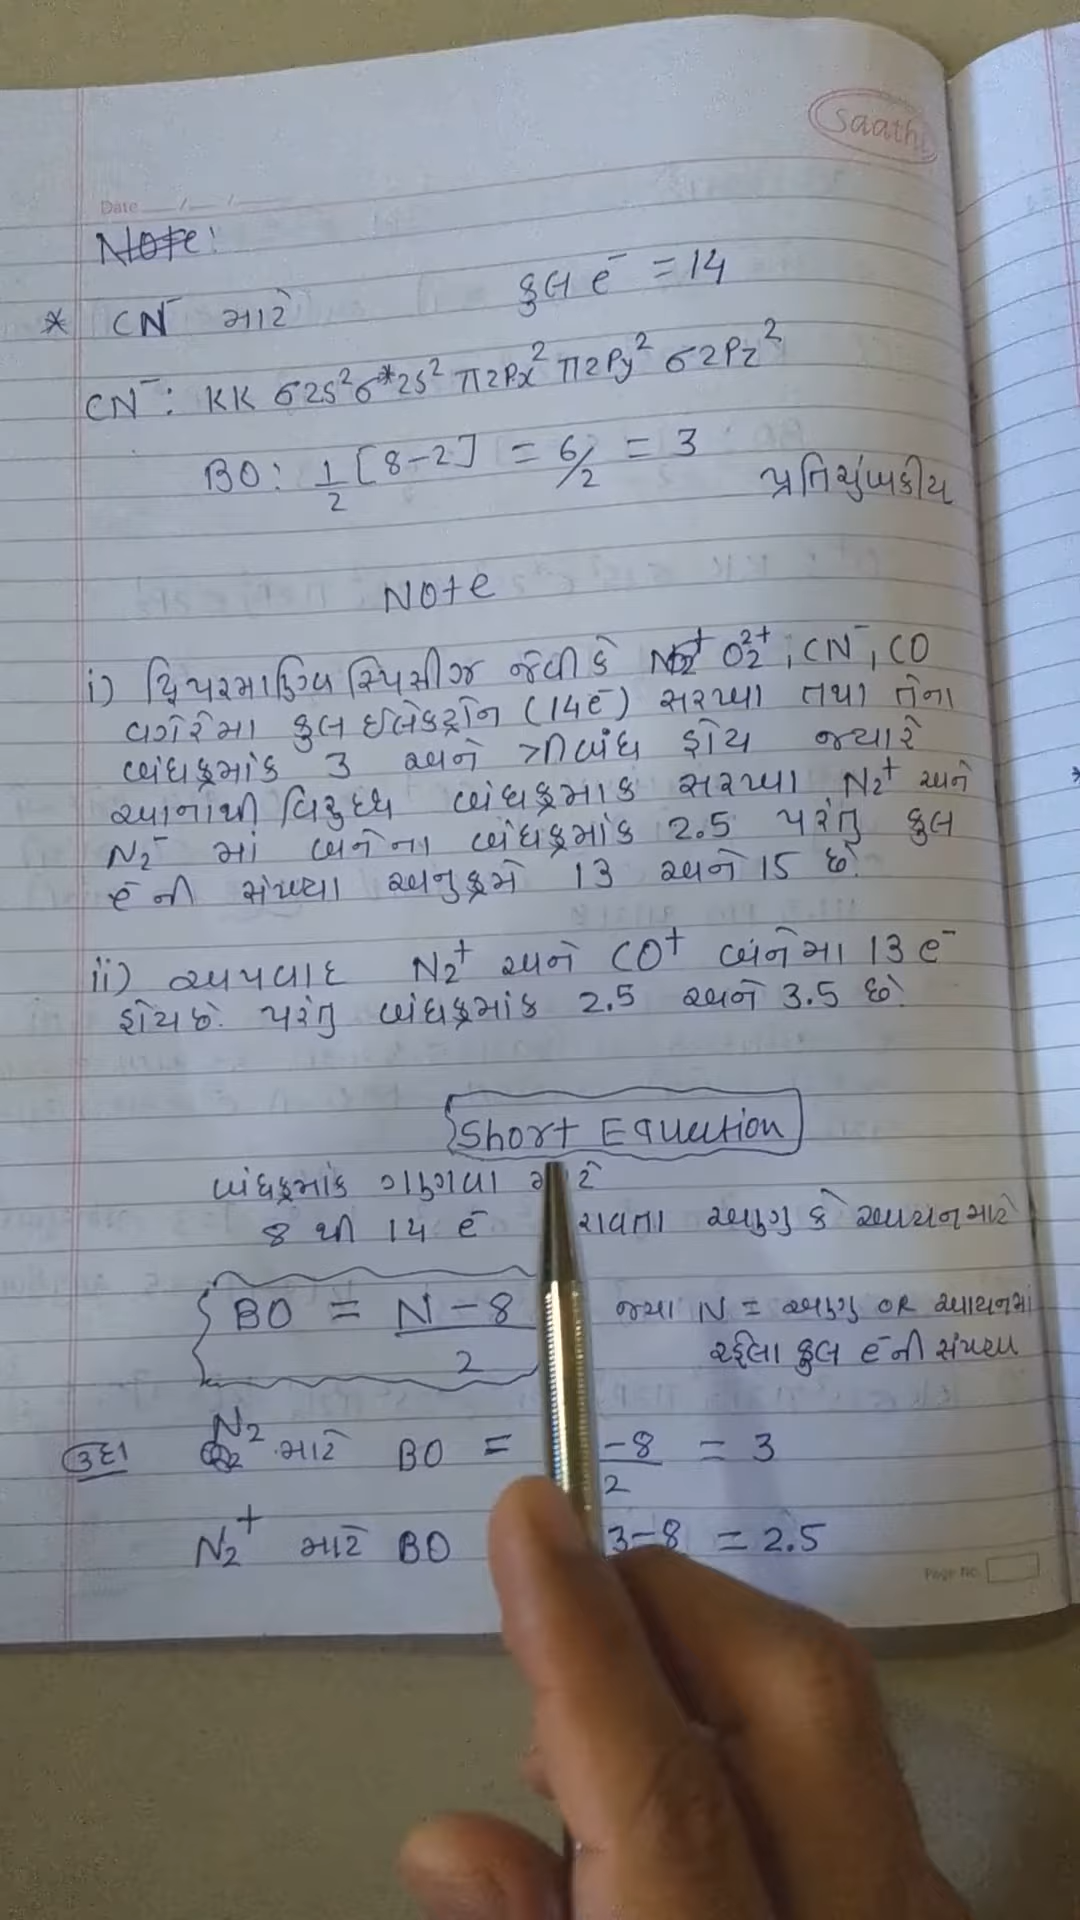 Saathi
Date
Note:
* CN⁻ માટે કુલ e⁻ = 14
CN⁻: KK σ2s² σ*2s² π2Px² π2Py² σ2Pz²
BO: 1/2 [8-2] = 6/2 = 3
પ્રતિચુંબકીય
Note
i) દ્વિપરમાણ્વિય સ્પિસીઝ જેવી કે O₂²⁺, CN⁻, CO
વગેરેમા કુલ ઇલેક્ટ્રોન (14e⁻) સરખા તથા તેના
બંધક્રમાંક 3 અને ત્રીબંધ હોય જ્યારે
આનાથી વિરુધ્ધ બંધક્રમાક સરખા N₂⁺ અને
N₂⁻ માં બંનેના બંધક્રમાંક 2.5 પરંતુ કુલ
e⁻ ની સંખ્યા અનુક્રમે 13 અને 15 છે.
ii) અપવાદ N₂⁺ અને CO⁺ બંનેમા 13 e⁻
હોય છે. પરંતુ બંધક્રમાંક 2.5 અને 3.5 છે.
Short Equation
બંધક્રમાંક ગણવા
8 થી 14 e⁻ અણુ કે આયન માટે
BO = N-8/2 જ્યા N = અણુ OR આયનમાં
રહેલા કુલ e⁻ ની સંખ્યા
ઉદા N₂ માટે BO = -8/2 = 3
N₂⁺ માટે BO 3-8 = 2.5
Page No.